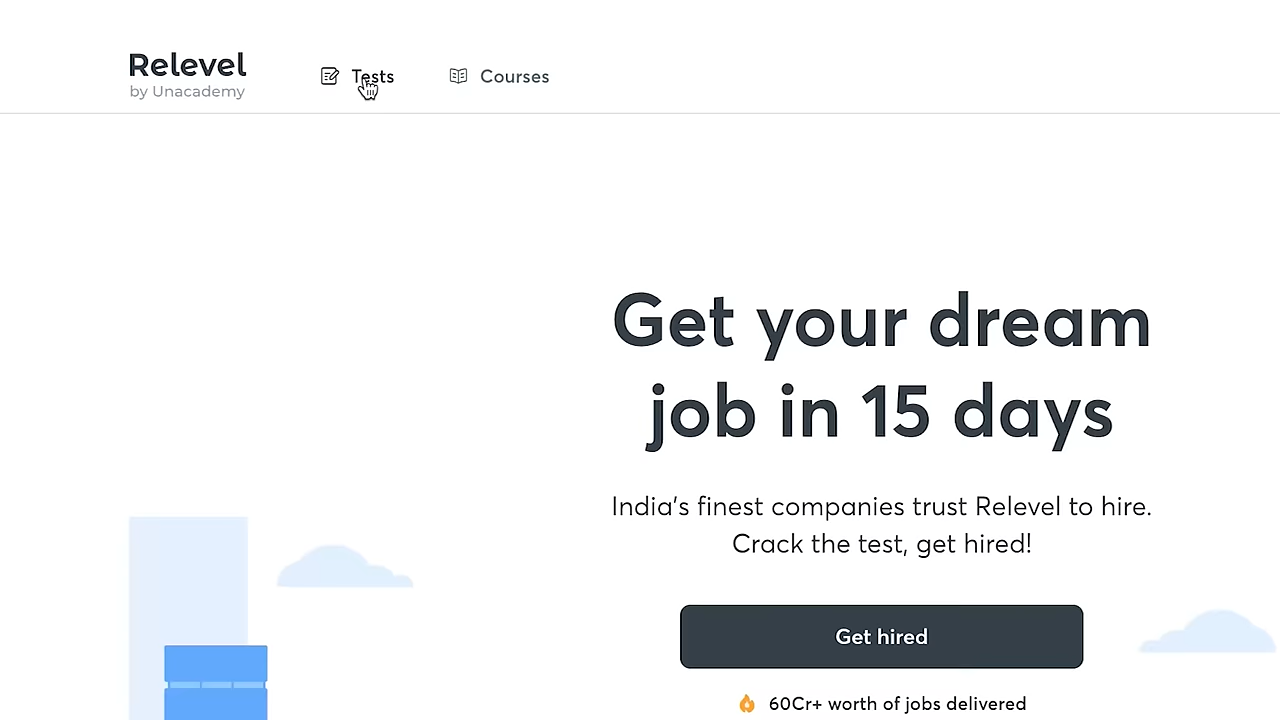 Relevel
by Unacademy
Tests
Courses
Get your dream
job in 15 days
India's finest companies trust Relevel to hire.
Crack the test, get hired!
Get hired
60Cr+ worth of jobs delivered